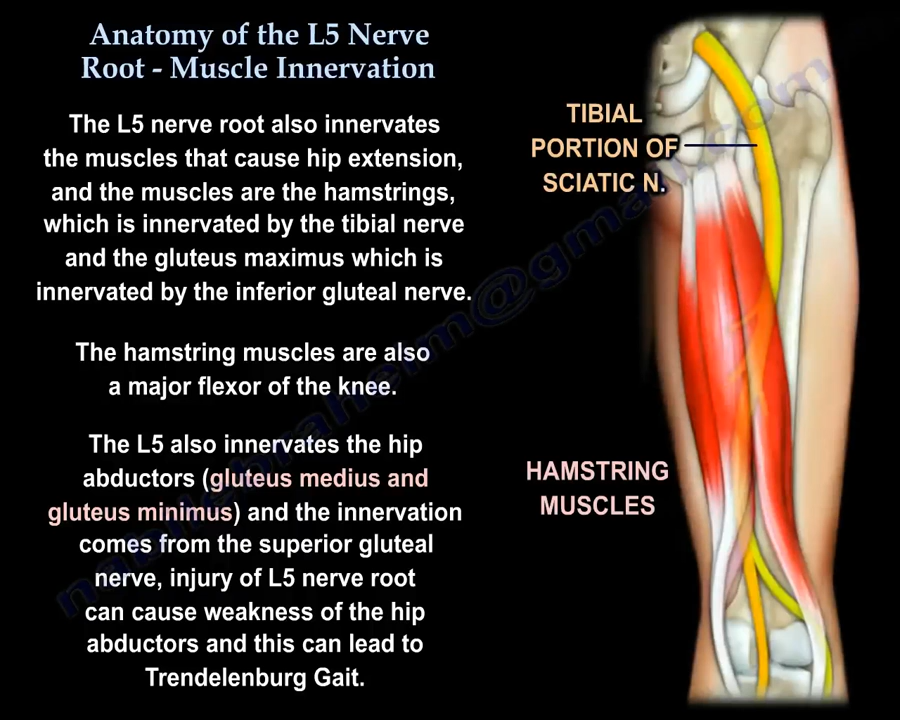 Anatomy of the L5 Nerve
Root - Muscle Innervation
The L5 nerve root also innervates
the muscles that cause hip extension,
and the muscles are the hamstrings,
which is innervated by the tibial nerve
and the gluteus maximus which is
innervated by the inferior gluteal nerve.
The hamstring muscles are also
a major flexor of the knee.
The L5 also innervates the hip
abductors (gluteus medius and
gluteus minimus) and the innervation
comes from the superior gluteal
nerve, injury of L5 nerve root
can cause weakness of the hip
abductors and this can lead to
Trendelenburg Gait.
TIBIAL
PORTION OF
SCIATIC N.
HAMSTRING
MUSCLES
nabilebraheim@gmail.com